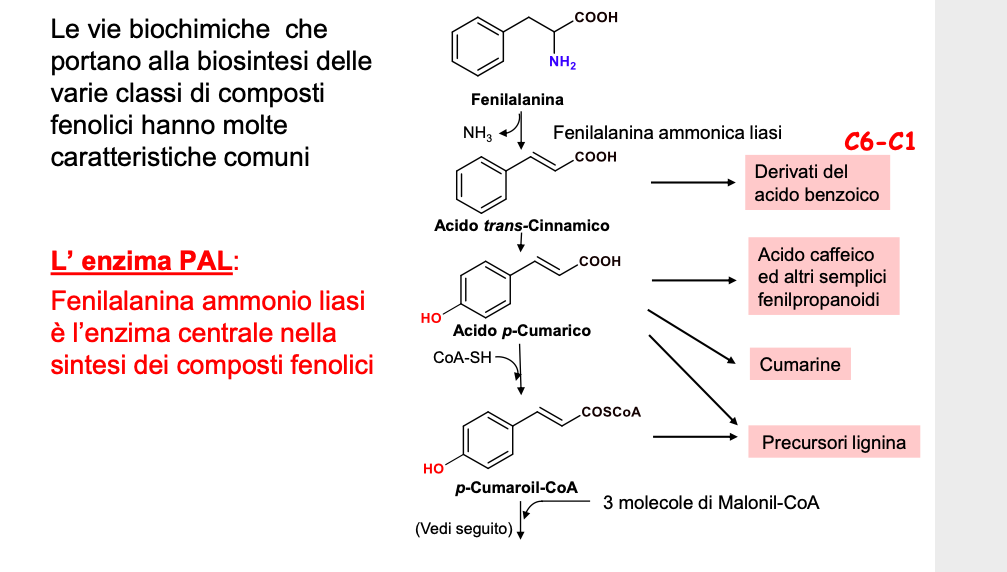 Le vie biochimiche che
portano alla biosintesi delle
varie classi di composti
fenolici hanno molte
caratteristiche comuni
L' enzima PAL:
Fenilalanina ammonio liasi
è l'enzima centrale nella
sintesi dei composti fenolici
COOH
NH₂
Fenilalanina
NH₃
Fenilalanina ammonica liasi
C6-C1
COOH
Derivati del
acido benzoico
Acido trans-Cinnamico
COOH
HO
Acido caffeico
ed altri semplici
fenilpropanoidi
Acido p-Cumarico
CoA-SH
Cumarine
COSCoA
HO
Precursori lignina
p-Cumaroil-CoA
3 molecole di Malonil-CoA
(Vedi seguito)